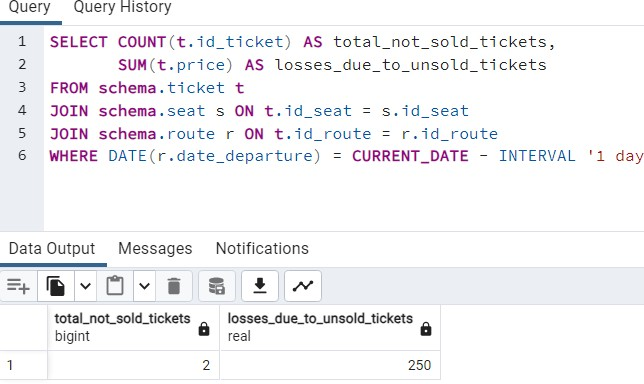 Query Query History
1 SELECT COUNT(t.id_ticket) AS total_not_sold_tickets,
2 SUM(t.price) AS losses_due_to_unsold_tickets
3 FROM schema.ticket t
4 JOIN schema.seat s ON t.id_seat = s.id_seat
5 JOIN schema.route r ON t.id_route = r.id_route
6 WHERE DATE(r.date_departure) = CURRENT_DATE - INTERVAL '1 day
Data Output Messages Notifications
total_not_sold_tickets losses_due_to_unsold_tickets
bigint real
1 2 250